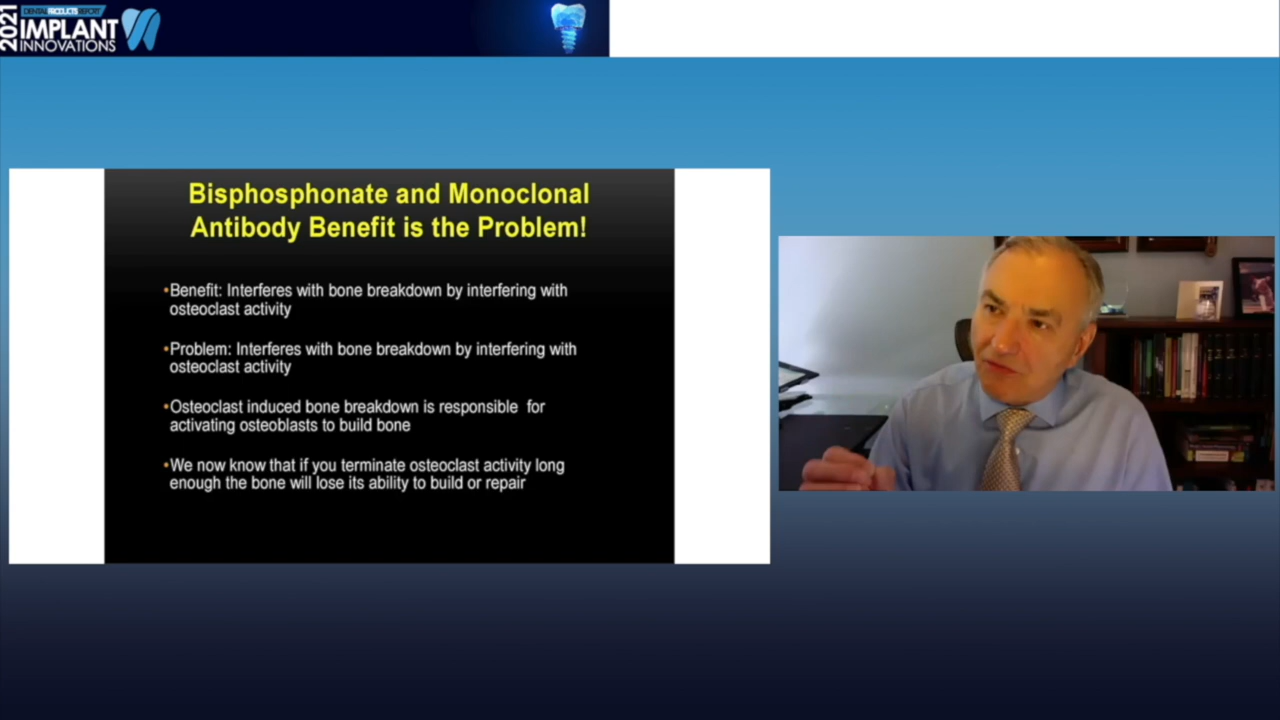 2021
DENTAL PRODUCTS REPORT
IMPLANT
INNOVATIONS
Bisphosphonate and Monoclonal
Antibody Benefit is the Problem!
•Benefit: Interferes with bone breakdown by interfering with
osteoclast activity
•Problem: Interferes with bone breakdown by interfering with
osteoclast activity
•Osteoclast induced bone breakdown is responsible for
activating osteoblasts to build bone
•We now know that if you terminate osteoclast activity long
enough the bone will lose its ability to build or repair